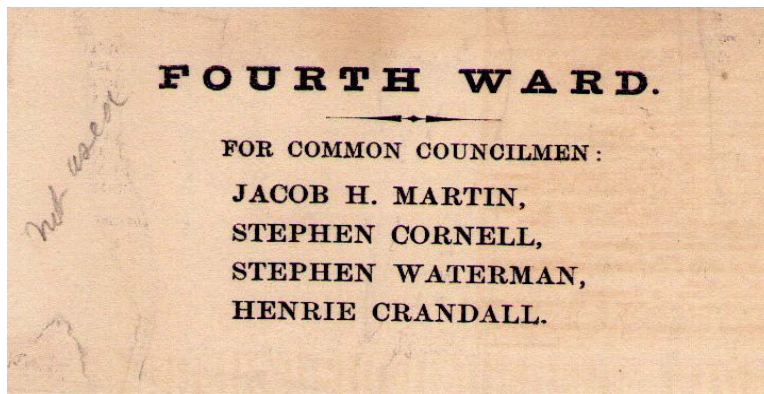 FOURTH WARD.
FOR COMMON COUNCILMEN:
JACOB H. MARTIN,
STEPHEN CORNELL,
STEPHEN WATERMAN,
HENRIE CRANDALL.
not used